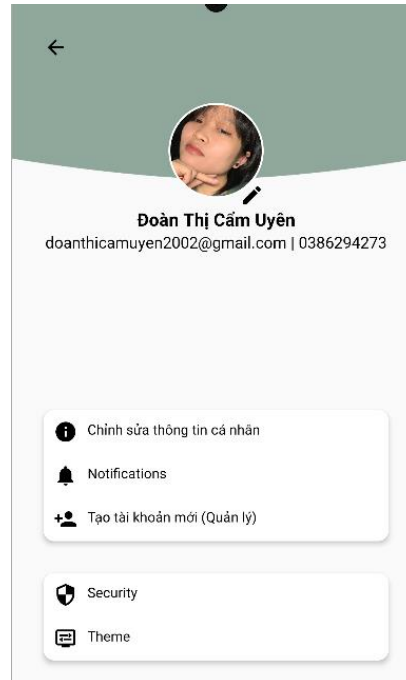 Đoàn Thị Cẩm Uyên
doanthicamuyen2002@gmail.com | 0386294273
Chỉnh sửa thông tin cá nhân
Notifications
Tạo tài khoản mới (Quản lý)
Security
Theme